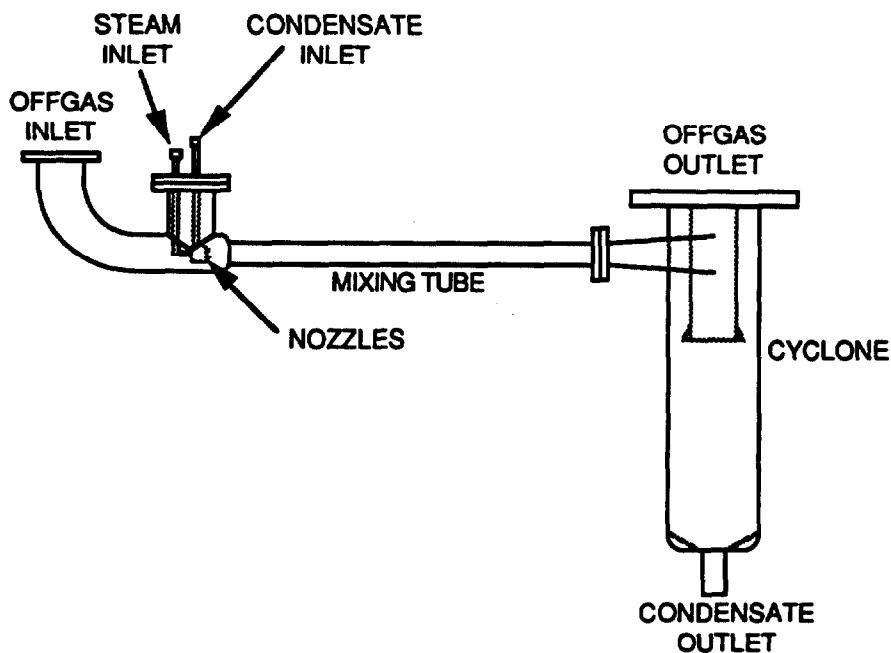 STEAM
INLET
CONDENSATE
INLET
OFFGAS
INLET
OFFGAS
OUTLET
MIXING TUBE
NOZZLES
CYCLONE
CONDENSATE
OUTLET